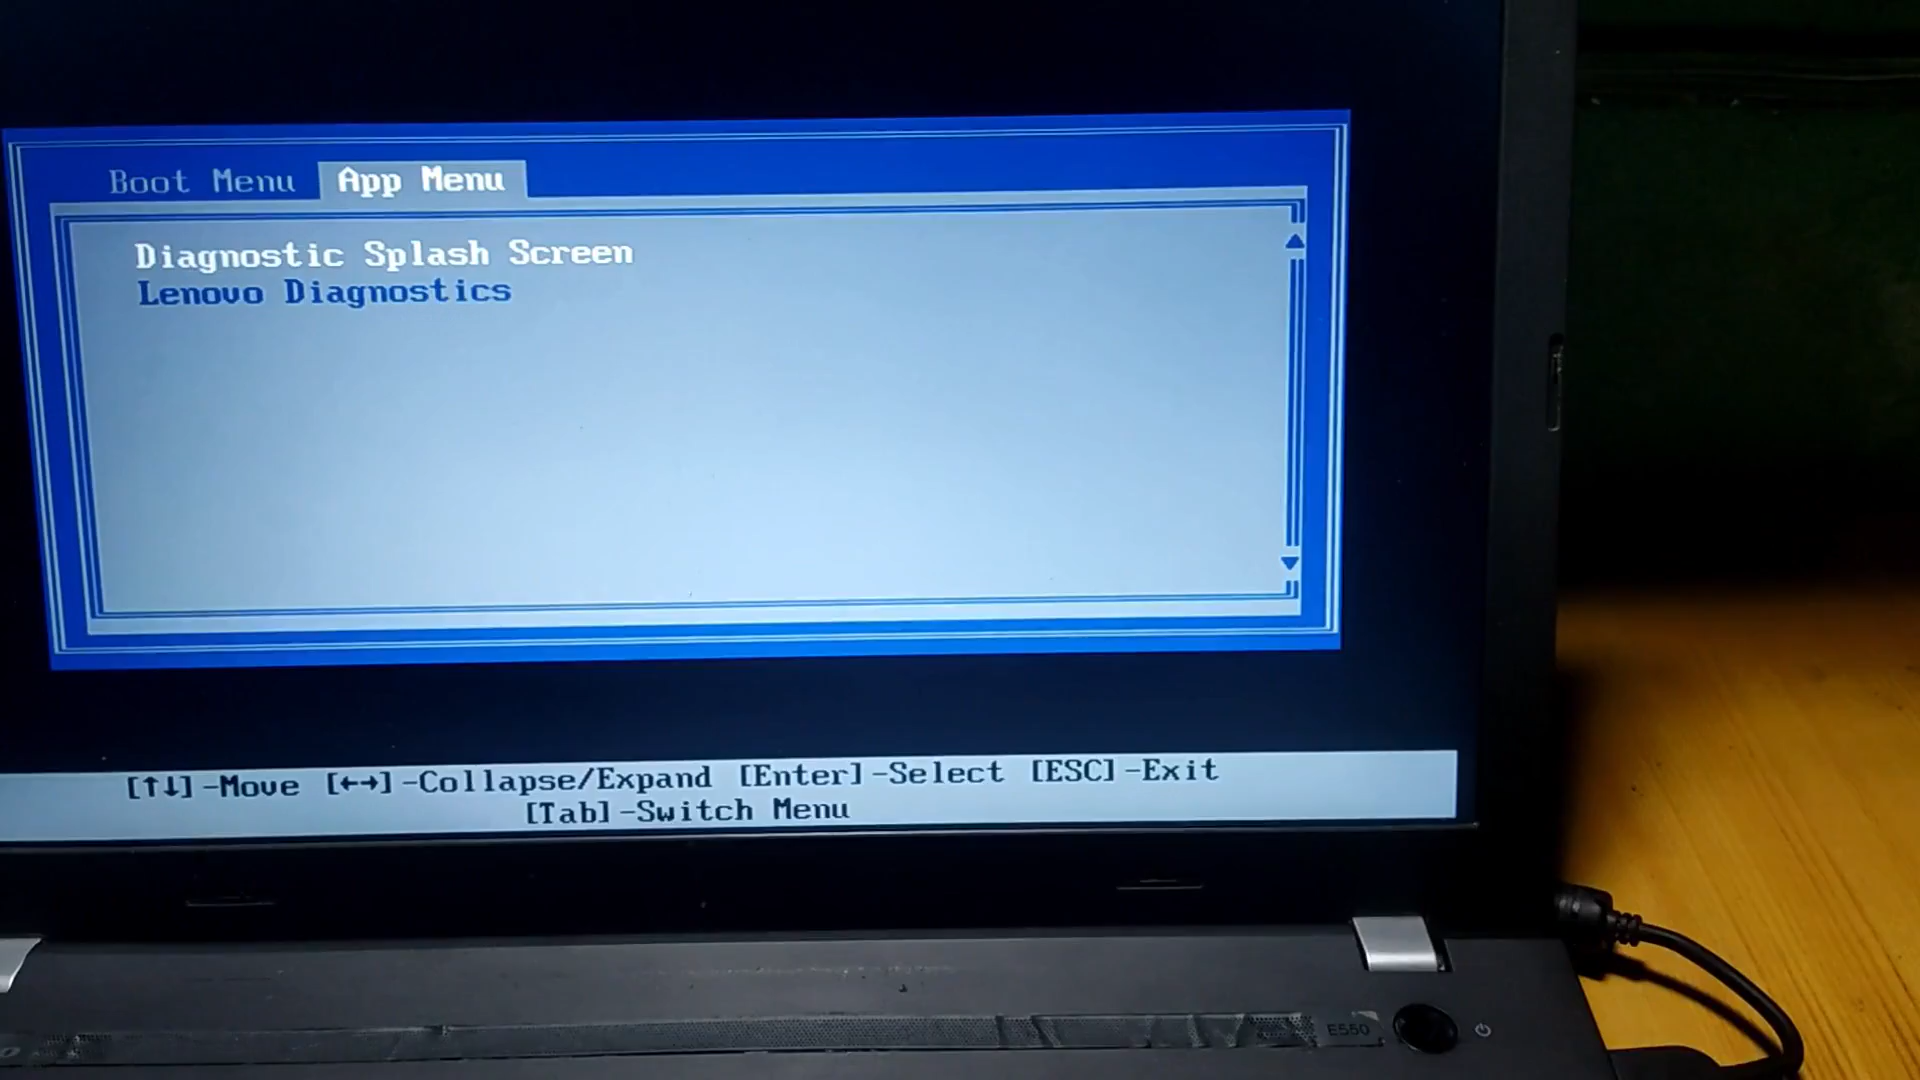 Boot Menu App Menu
Diagnostic Splash Screen
Lenovo Diagnostics
[↑↓]-Move [←→]-Collapse/Expand [Enter]-Select [ESC]-Exit
[Tab]-Switch Menu
E550